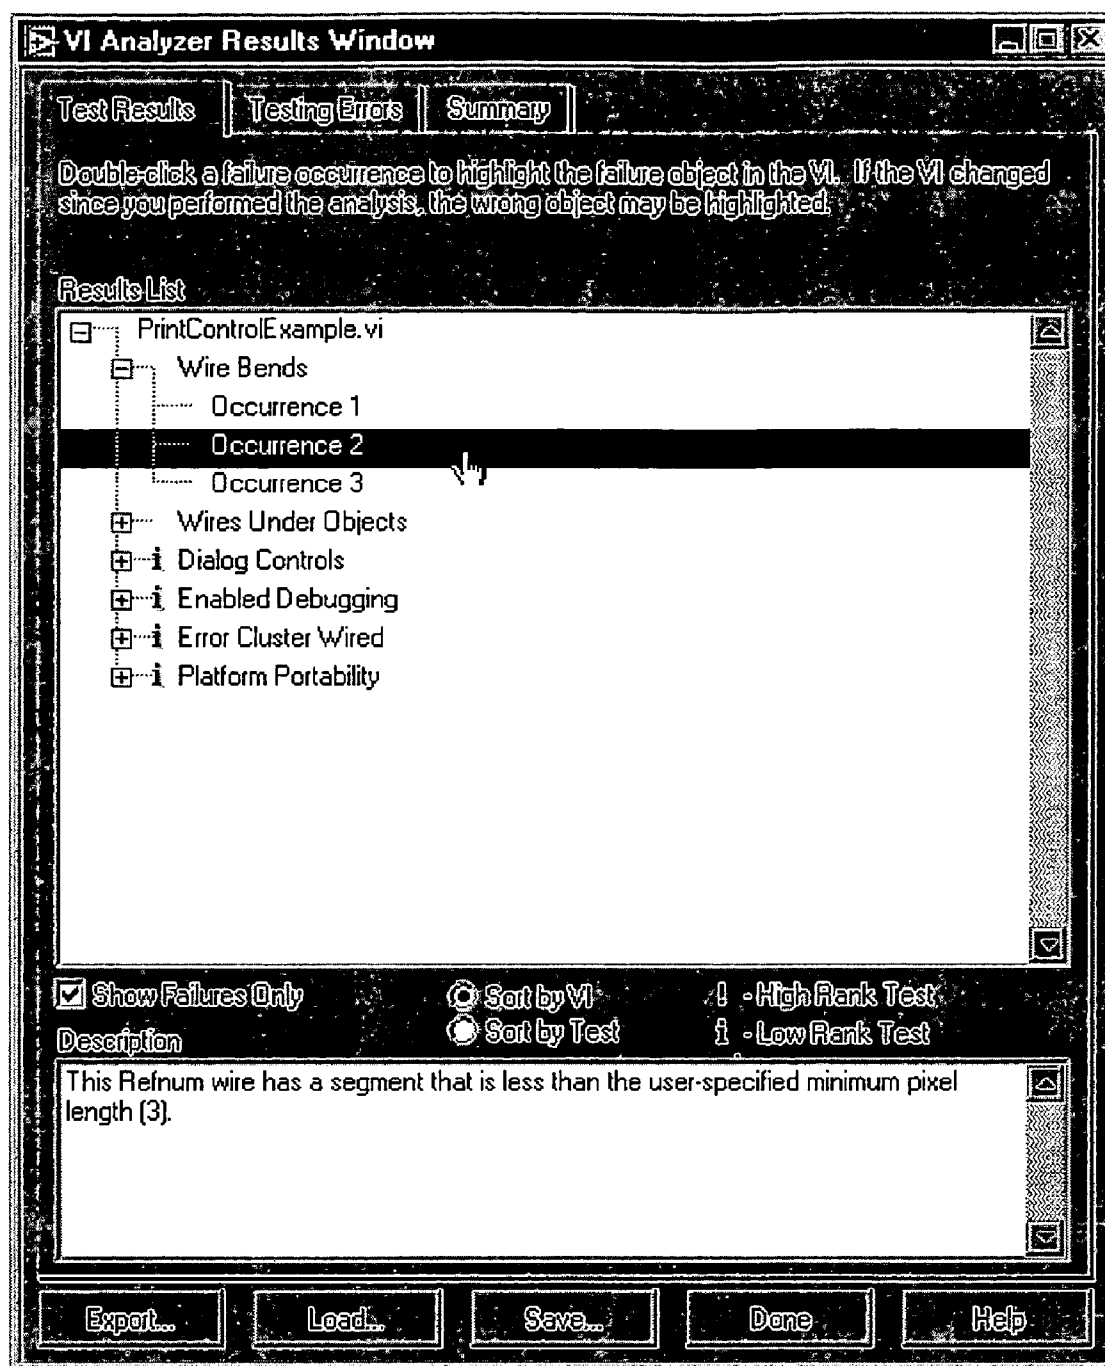 VI Analyzer Results Window
Test Results Testing Errors Summary
Double-click a failure occurrence to highlight the failure object in the VI. If the VI changed
since you performed the analysis, the wrong object may be highlighted.
Results List
PrintControlExample.vi
Wire Bends
Occurrence 1
Occurrence 2
Occurrence 3
Wires Under Objects
i Dialog Controls
i Enabled Debugging
i Error Cluster Wired
i Platform Portability
Show Failures Only Sort by VI ! - High Rank Test
Sort by Test i - Low Rank Test
Description
This Refnum wire has a segment that is less than the user-specified minimum pixel
length (3).
Export... Load... Save... Done Help